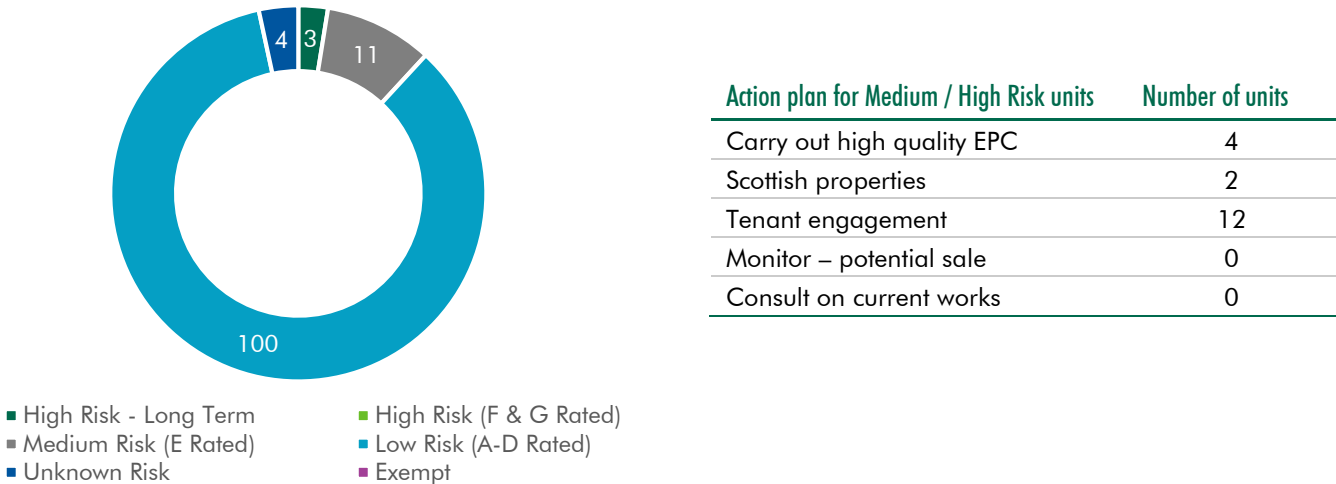 4
3
11
100
High Risk - Long Term
High Risk (F & G Rated)
Medium Risk (E Rated)
Low Risk (A-D Rated)
Unknown Risk
Exempt
Action plan for Medium / High Risk units Number of units
Carry out high quality EPC 4
Scottish properties 2
Tenant engagement 12
Monitor – potential sale 0
Consult on current works 0